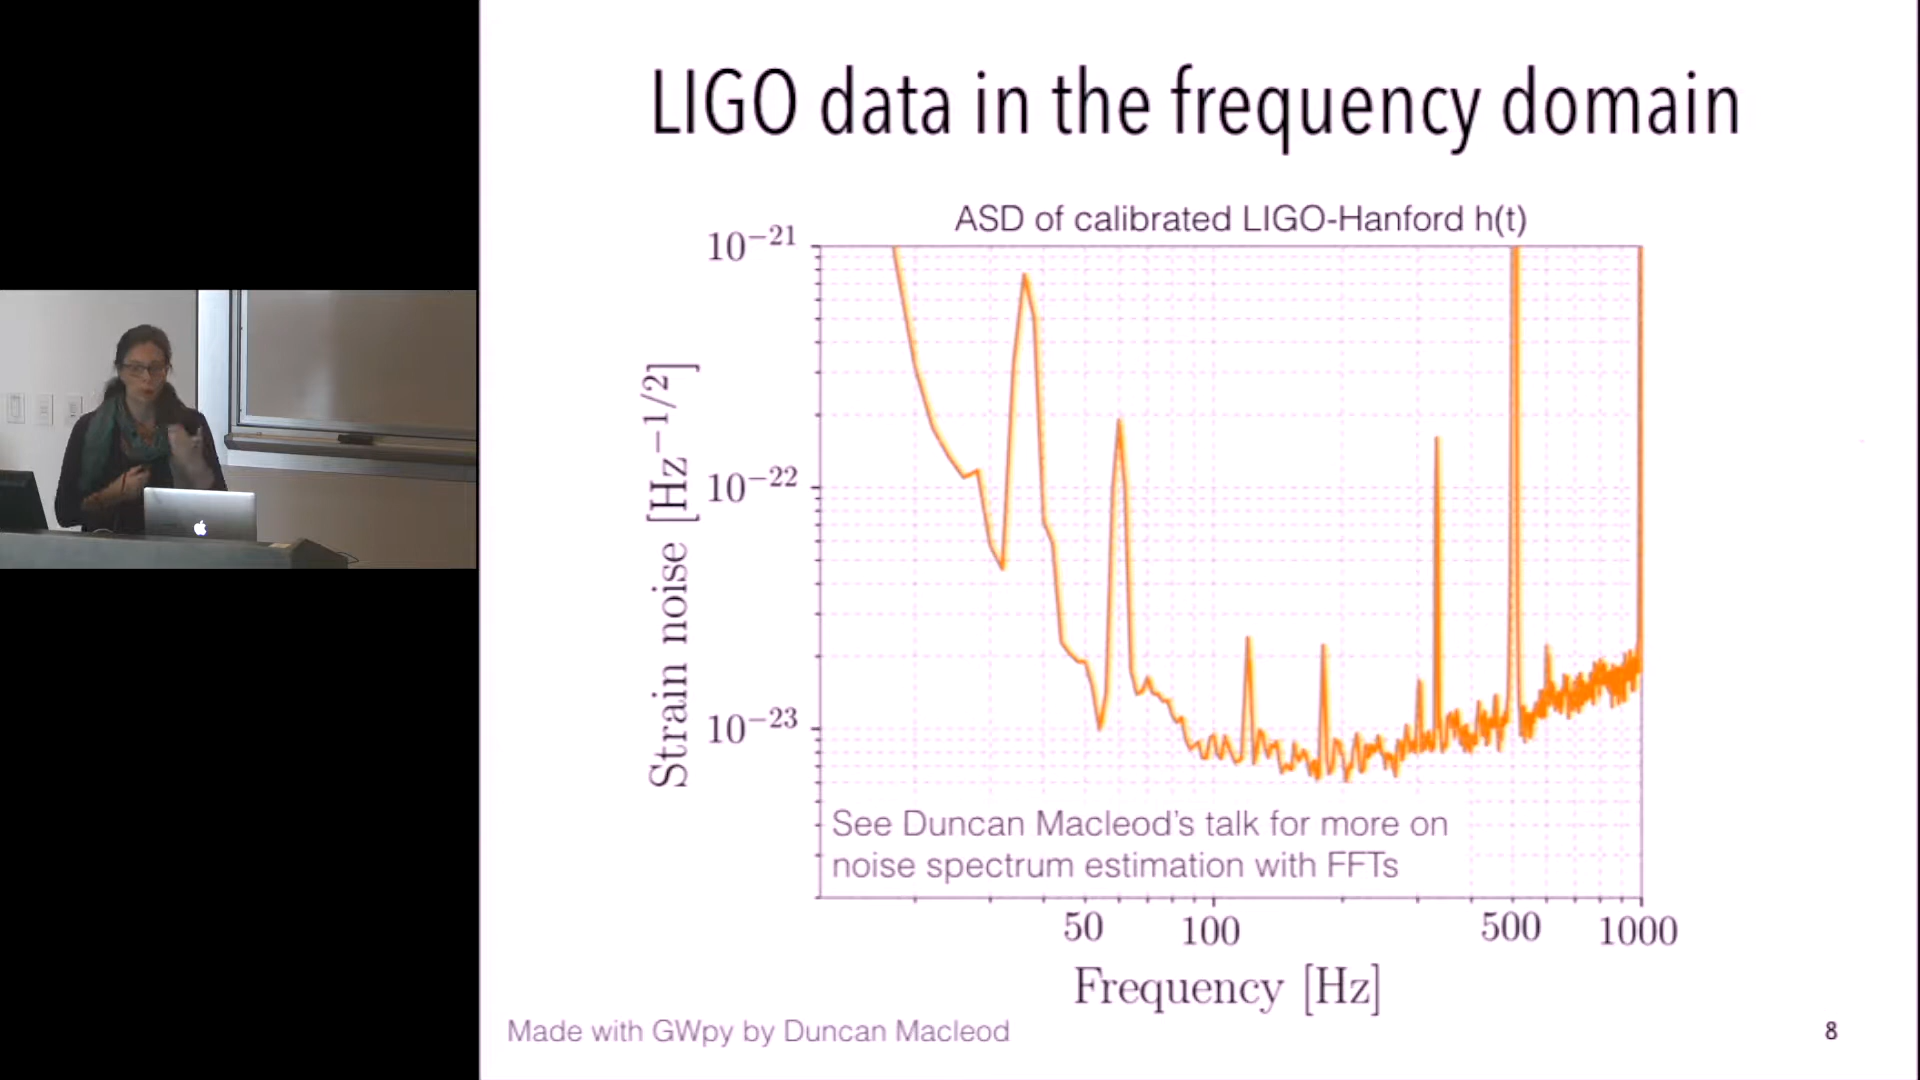 LIGO data in the frequency domain
ASD of calibrated LIGO-Hanford h(t)
10−21
10−22
10−23
Strain noise [Hz−1/2]
See Duncan Macleod's talk for more on
noise spectrum estimation with FFTs
50 100 500 1000
Frequency [Hz]
Made with GWpy by Duncan Macleod
8